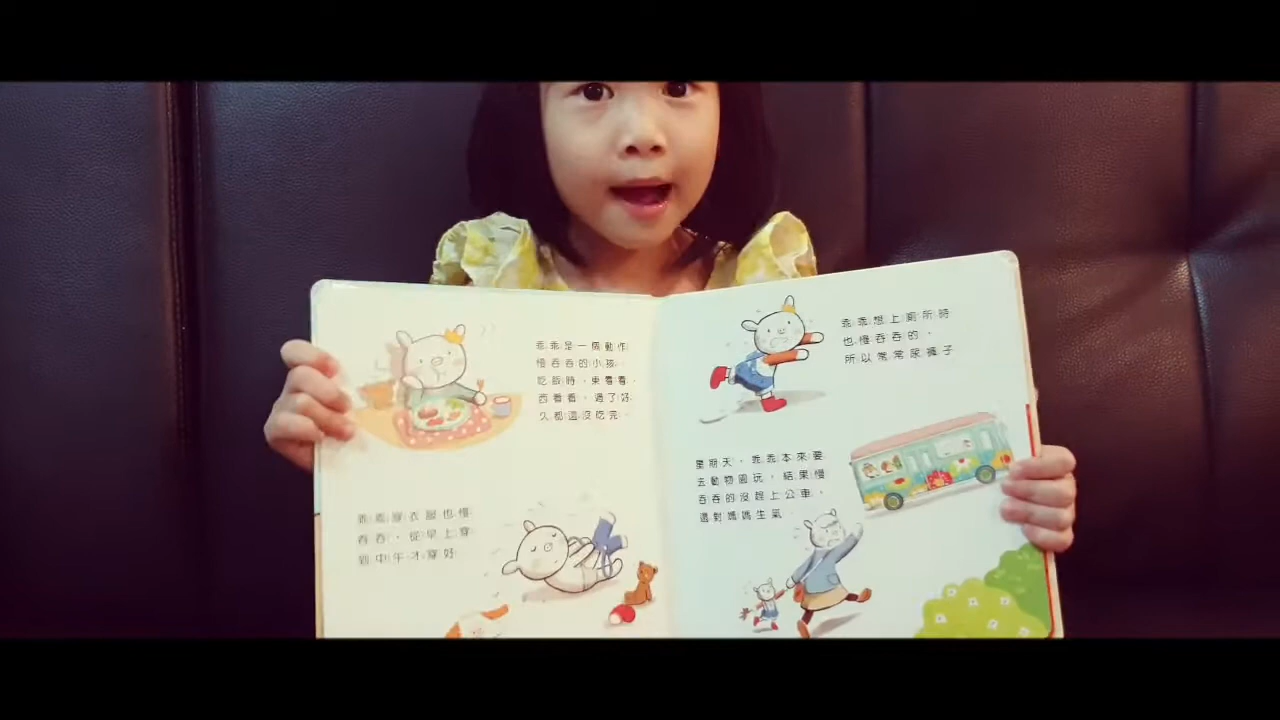 乖乖是一個動作
慢吞吞的小孩。
吃飯時，東看看，
西看看，過了好
久都還沒吃完。
乖乖穿衣服也慢
吞吞，從早上穿
到中午才穿好。
乖乖想上廁所時
也慢吞吞的，
所以常常尿褲子。
星期天，乖乖本來要
去動物園玩，結果慢
吞吞的沒趕上公車，
還對媽媽生氣。